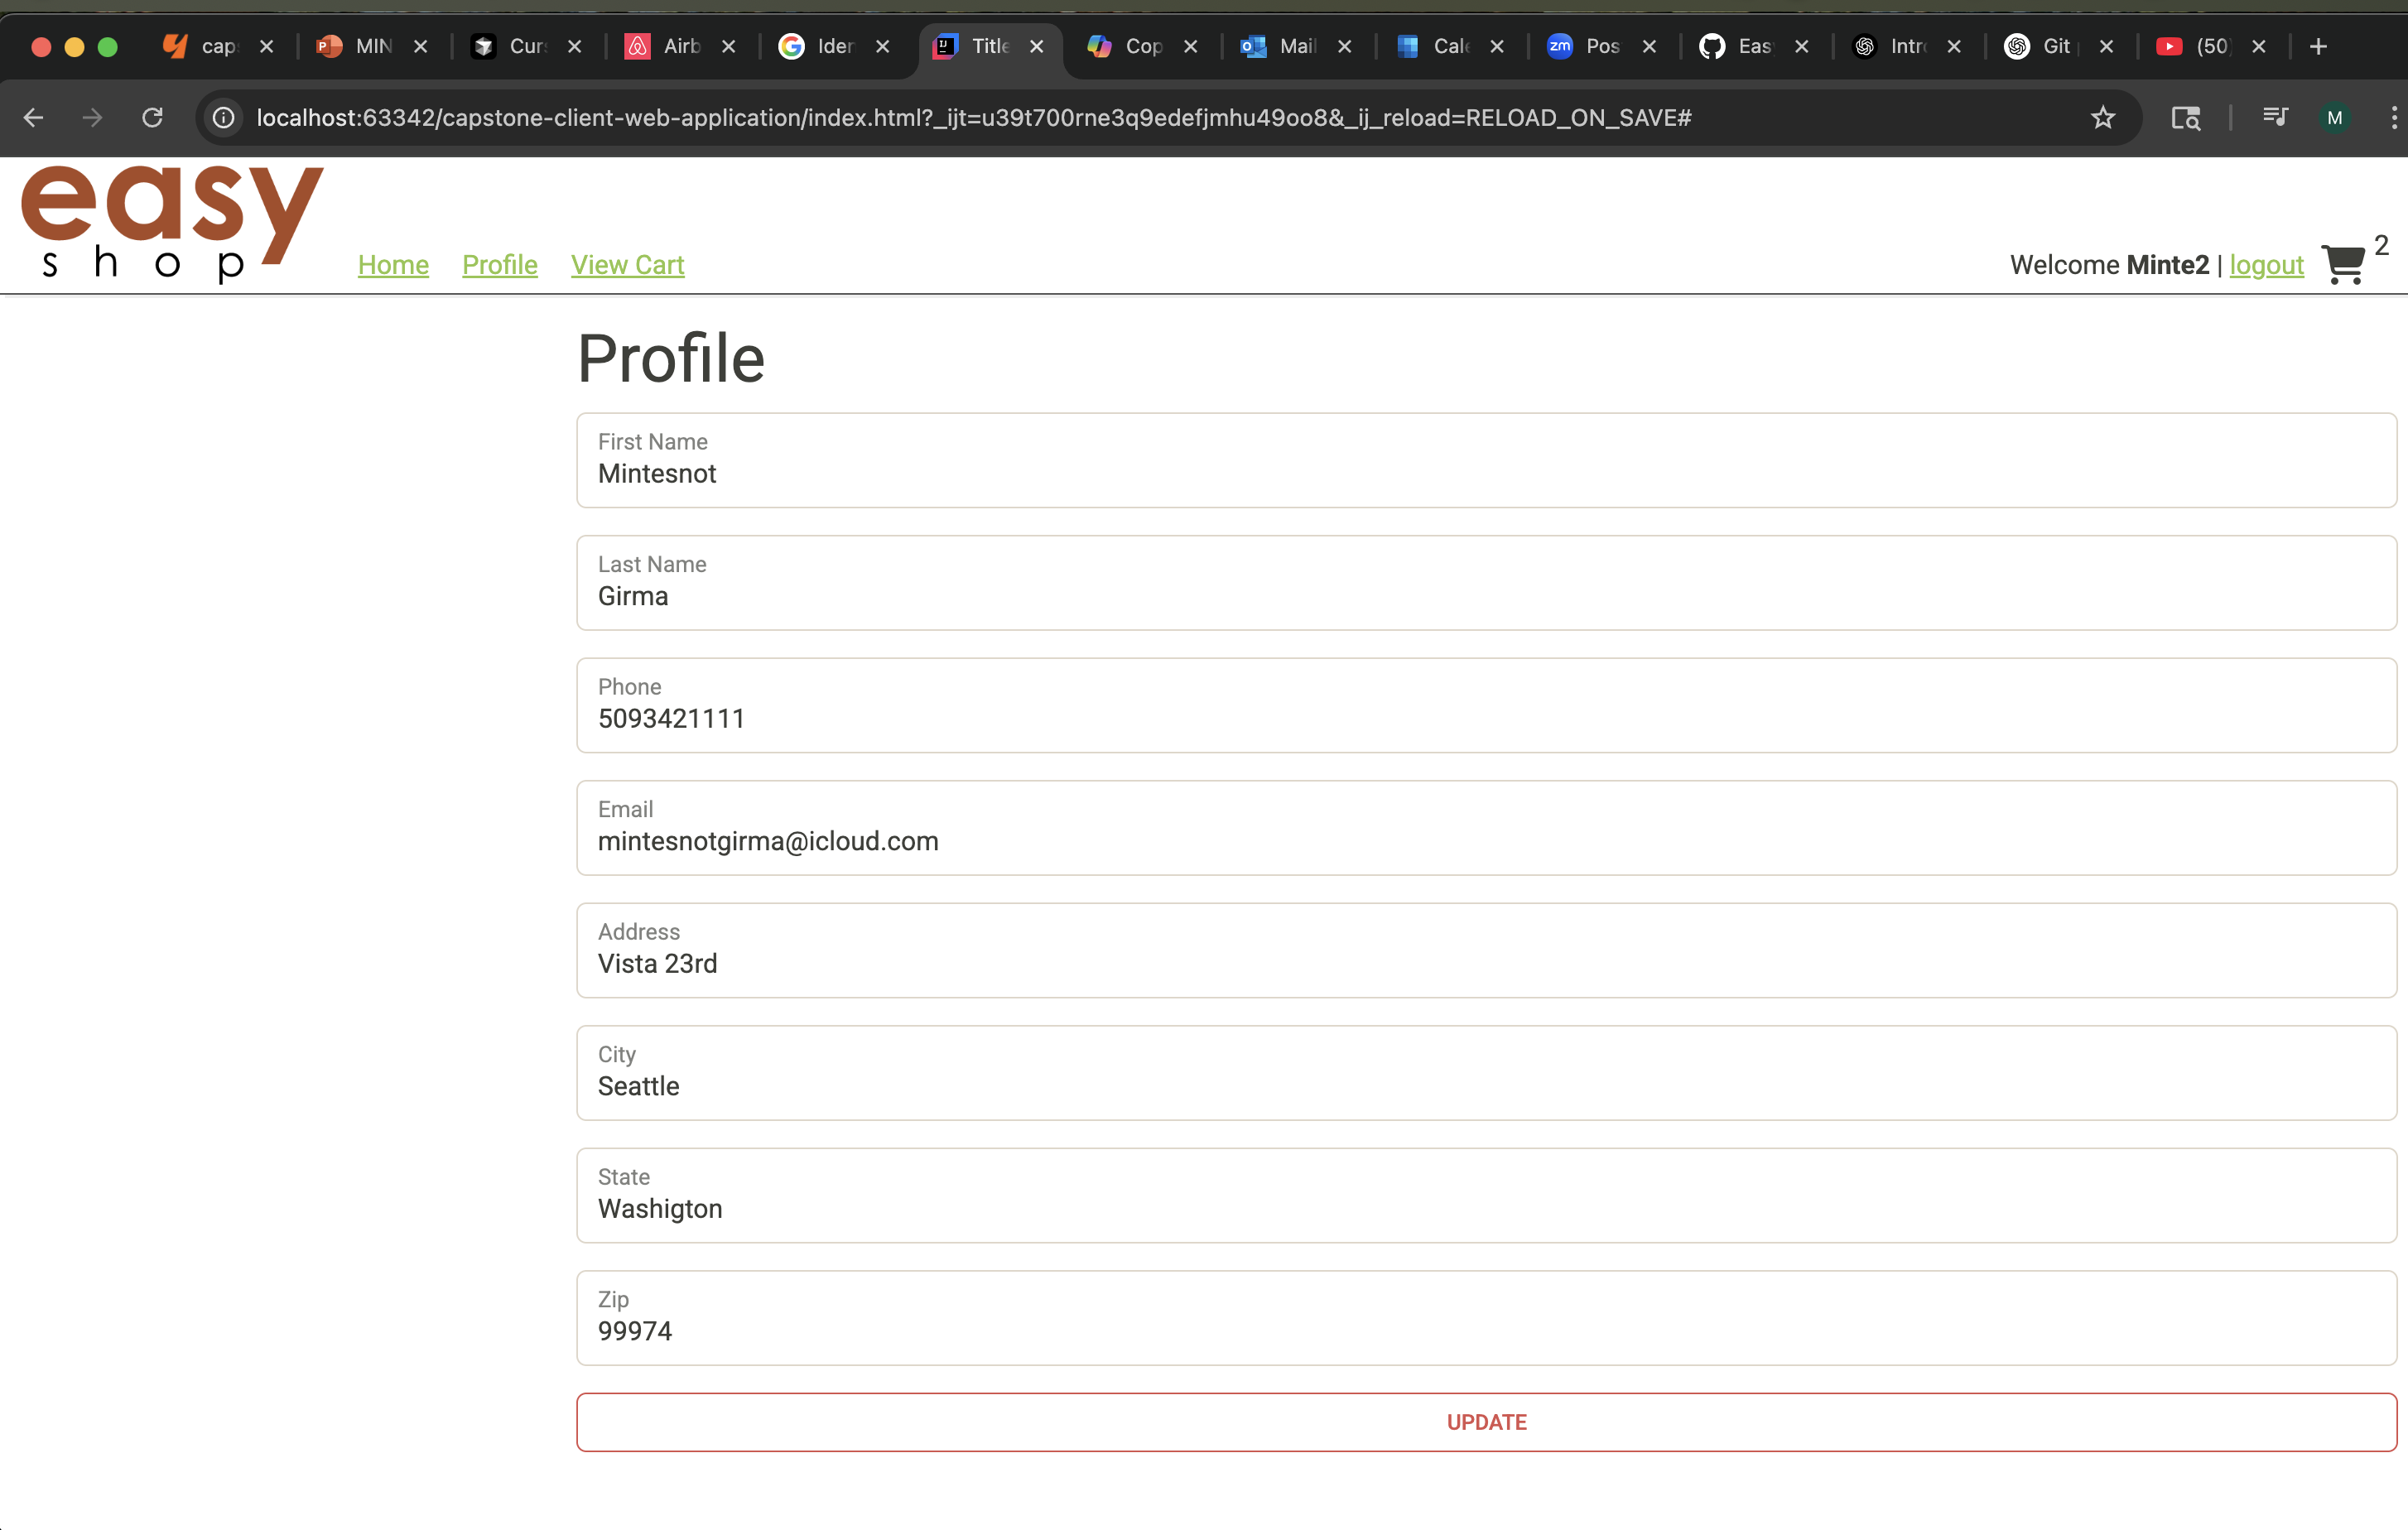 cap MIN Cur Airb Ider Title Cop Mail Cale Pos Eas Intr Git (50)
localhost:63342/capstone-client-web-application/index.html?_ijt=u39t700rne3q9edefjmhu49oo8&_ij_reload=RELOAD_ON_SAVE#
M
easy
shop
Home Profile View Cart
Welcome Minte2 | logout 2
Profile
First Name
Mintesnot
Last Name
Girma
Phone
5093421111
Email
mintesnotgirma@icloud.com
Address
Vista 23rd
City
Seattle
State
Washigton
Zip
99974
UPDATE